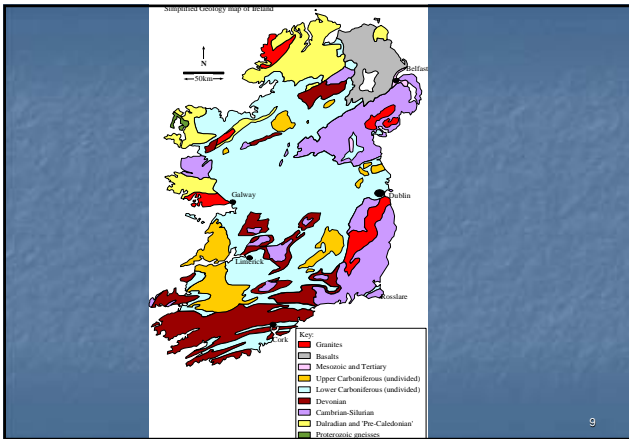 Simplified Geology map of Ireland
N
50km
Belfast
Galway
Dublin
Limerick
Rosslare
Cork
Key:
Granites
Basalts
Mesozoic and Tertiary
Upper Carboniferous (undivided)
Lower Carboniferous (undivided)
Devonian
Cambrian-Silurian
Dalradian and 'Pre-Caledonian'
Proterozoic gneisses
9